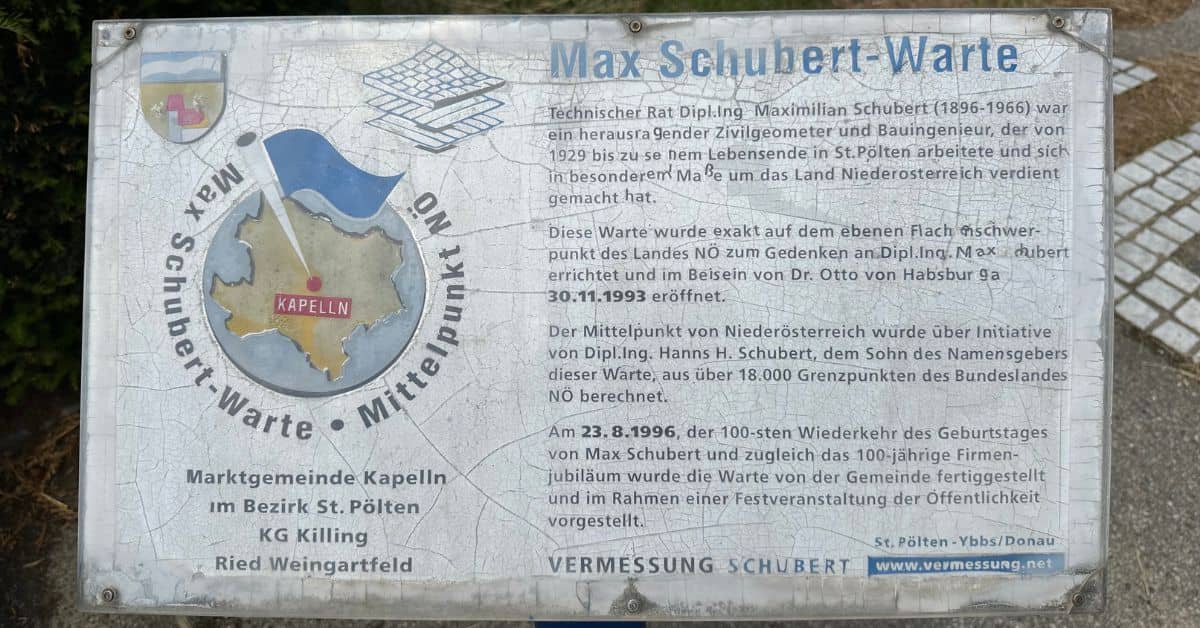 Max Schubert-Warte
Technischer Rat Dipl.Ing Maximilian Schubert (1896-1966) war
ein herausragender Zivilgeometer und Bauingenieur, der von
1929 bis zu se nem Lebensende in St.Pölten arbeitete und sich
in besonderem Maße um das Land Niederösterreich verdient
gemacht hat.
Diese Warte wurde exakt auf dem ebenen Flächenschwer-
punkt des Landes NÖ zum Gedenken an Dipl.Ing. Max
errichtet und im Beisein von Dr. Otto von Habsburg
30.11.1993 eröffnet.
Der Mittelpunkt von Niederösterreich wurde über Initiative
von Dipl.Ing. Hanns H. Schubert, dem Sohn des Namensgebers
dieser Warte, aus über 18.000 Grenzpunkten des Bundeslandes
NÖ berechnet.
Am 23.8.1996, der 100-sten Wiederkehr des Geburtstages
von Max Schubert und zugleich das 100-jährige Firmen-
jubiläum wurde die Warte von der Gemeinde fertiggestellt
und im Rahmen einer Festveranstaltung der Öffentlichkeit
vorgestellt.
St. Pölten - Ybbs/Donau
VERMESSUNG SCHUBERT www.vermessung.net
Max Schubert-Warte • Mittelpunkt NÖ
KAPELLN
Marktgemeinde Kapelln
im Bezirk St. Pölten
KG Killing
Ried Weingartfeld